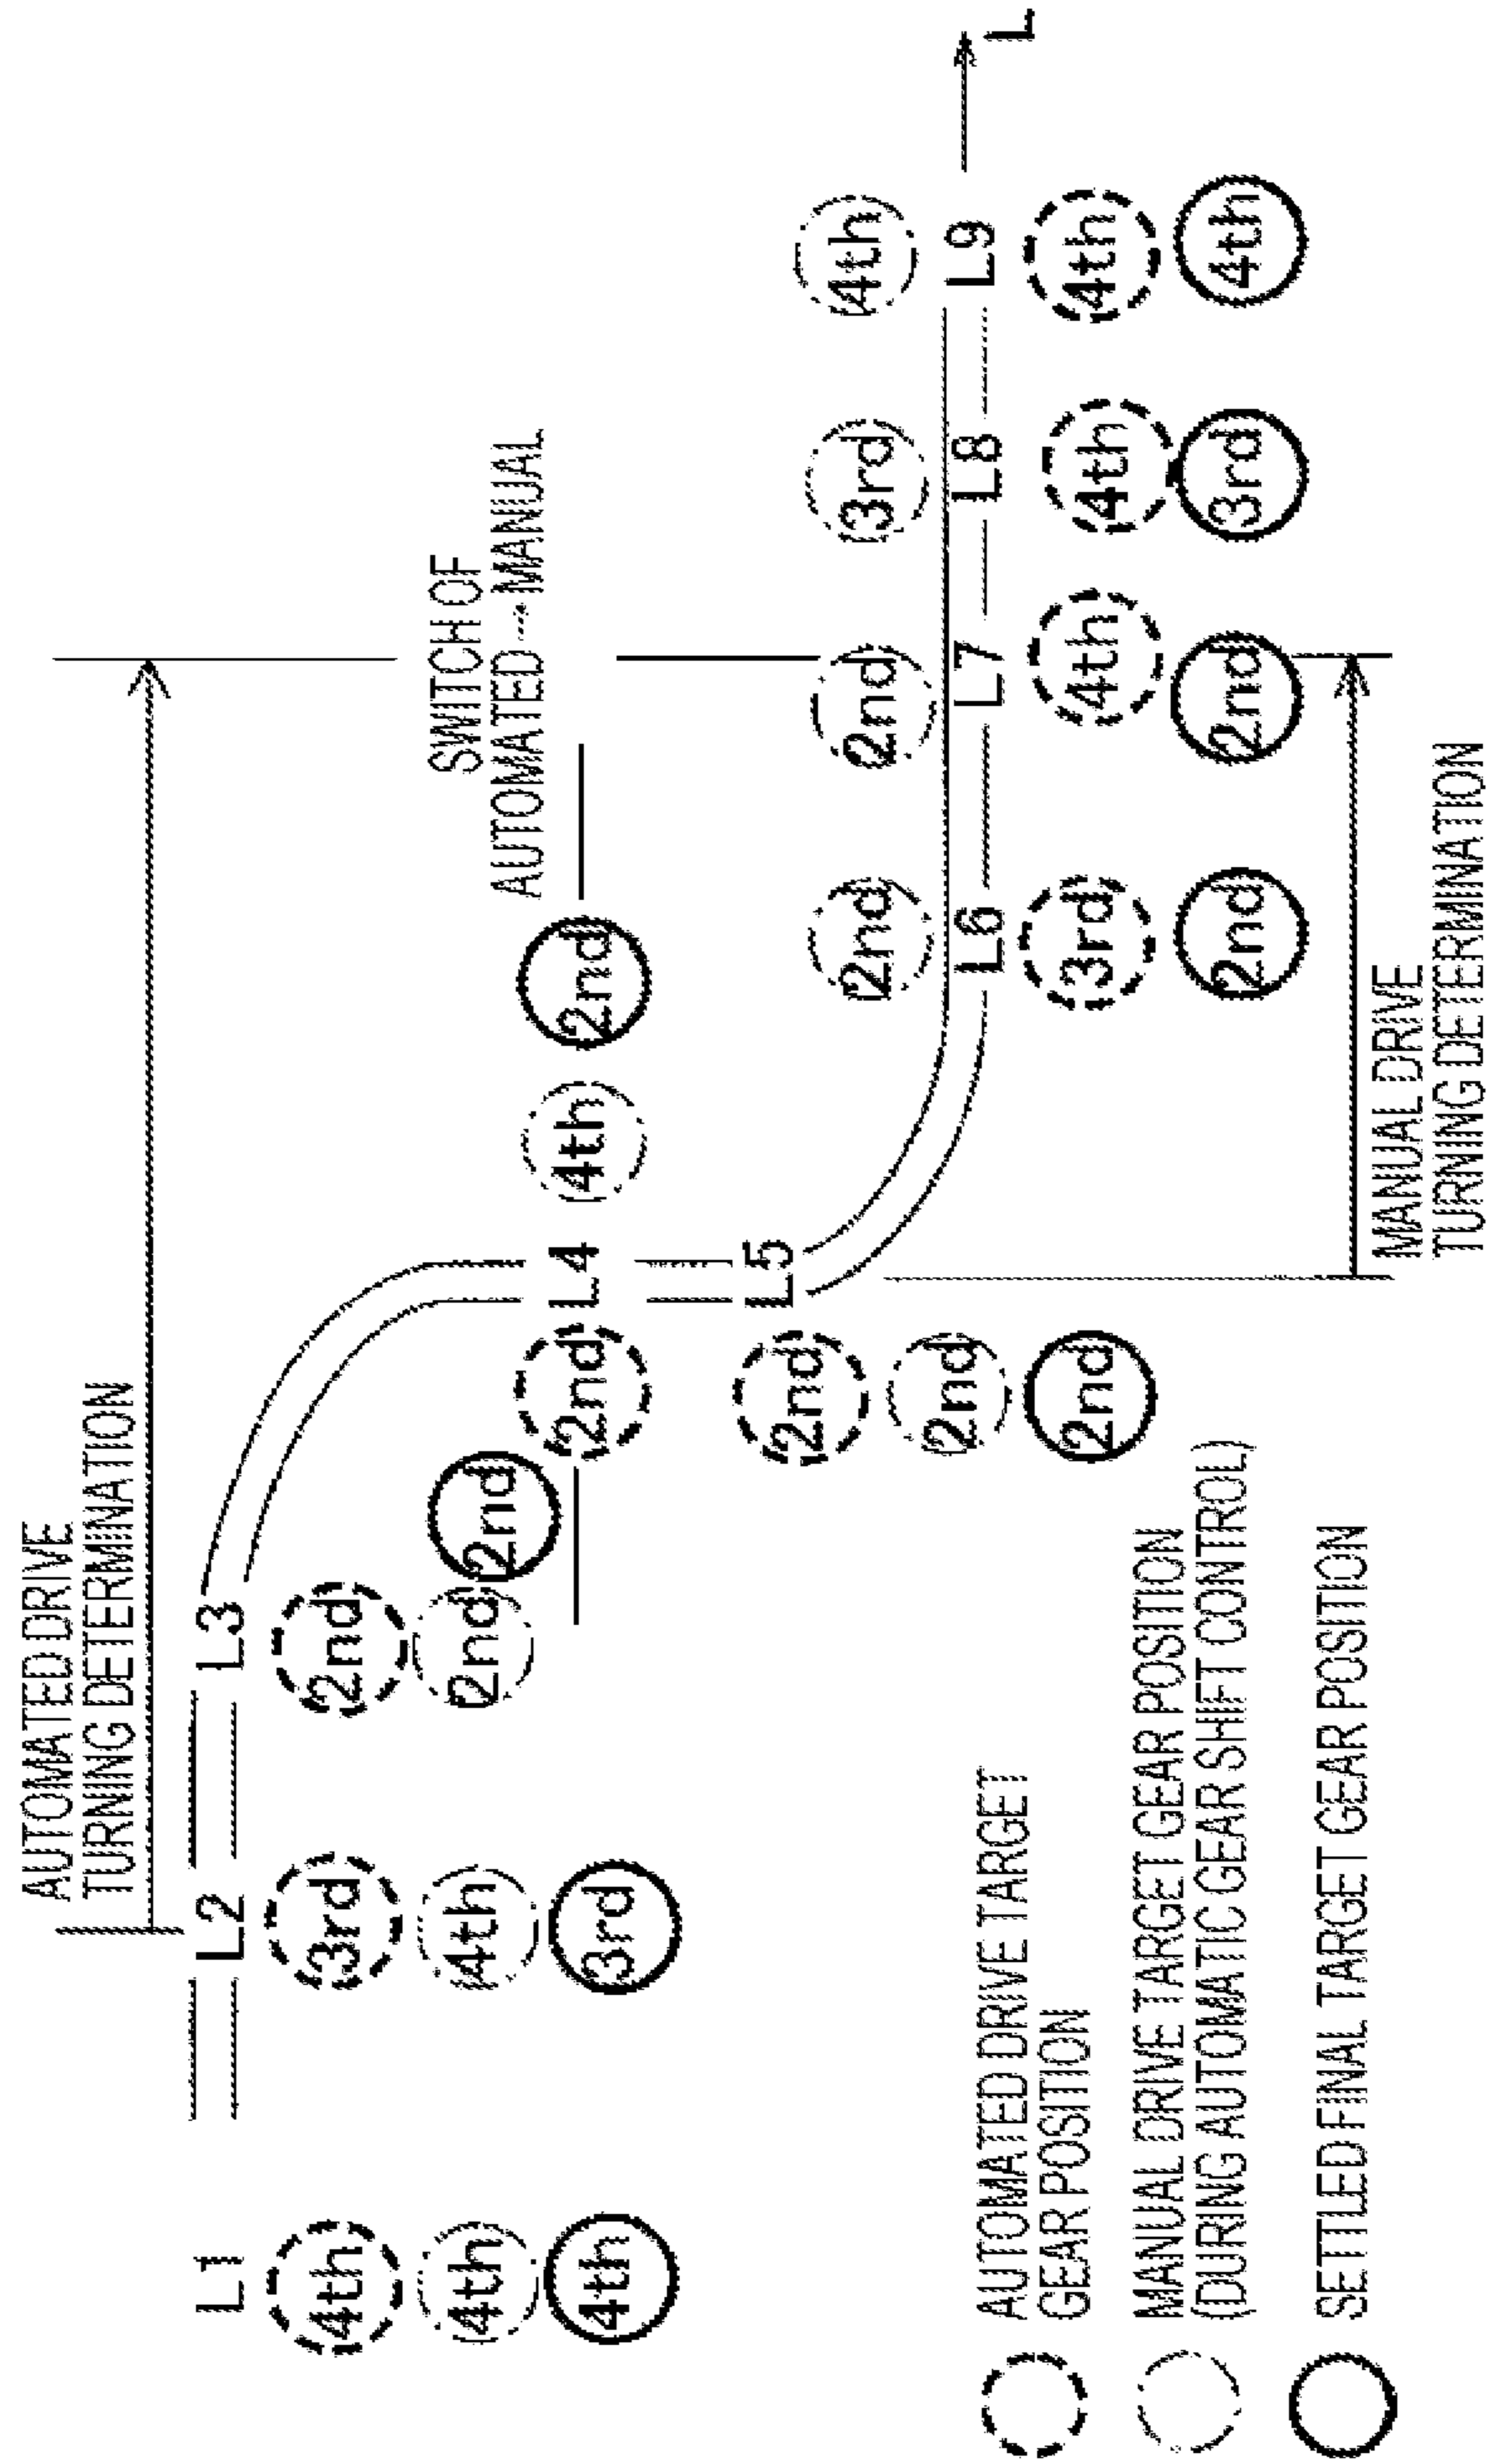 AUTOMATED DRIVE
TURNING DETERMINATION
L1
4th
4th
4th
L2
3rd
4th
3rd
L3
2nd
2nd
2nd
SWITCH OF
AUTOMATED → MANUAL
2nd
L4
4th
2nd
L5
2nd
2nd
2nd
2nd
L6
3rd
2nd
2nd
L7
4th
2nd
3rd
L8
4th
3rd
4th
L9
4th
4th
L
MANUAL DRIVE
TURNING DETERMINATION
AUTOMATED DRIVE TARGET
GEAR POSITION
MANUAL DRIVE TARGET GEAR POSITION
(DURING AUTOMATIC GEAR SHIFT CONTROL)
SETTLED FINAL TARGET GEAR POSITION